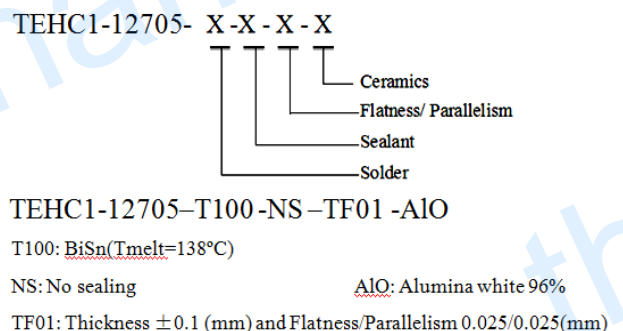 TEHC1-12705- X -X - X - X
Ceramics
Flatness/ Parallelism
Sealant
Solder
TEHC1-12705–T100 -NS –TF01 -AlO
T100: BiSn(Tmelt=138ºC)
NS: No sealing AlO: Alumina white 96%
TF01: Thickness ±0.1 (mm) and Flatness/Parallelism 0.025/0.025(mm)